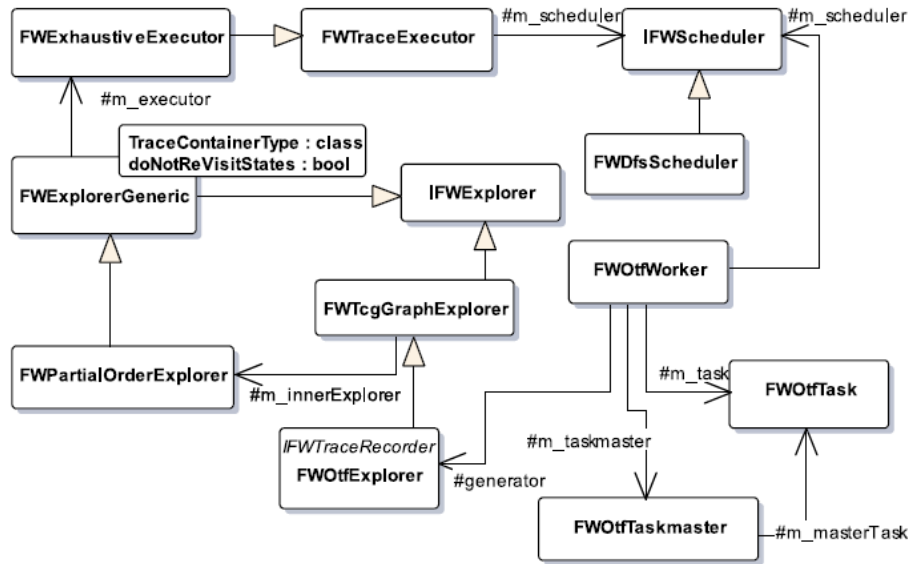 #m_scheduler
#m_scheduler
FWExhaustiveExecutor
FWTraceExecutor
IFWScheduler
#m_executor
TraceContainerType : class
doNotReVisitStates : bool
FWDfsScheduler
FWExplorerGeneric
IFWExplorer
FWOtfWorker
FWTcgGraphExplorer
FWPartialOrderExplorer
#m_task
FWOtfTask
#m_innerExplorer
IFWTraceRecorder
#m_taskmaster
FWOtfExplorer
#generator
FWOtfTaskmaster
#m_masterTask